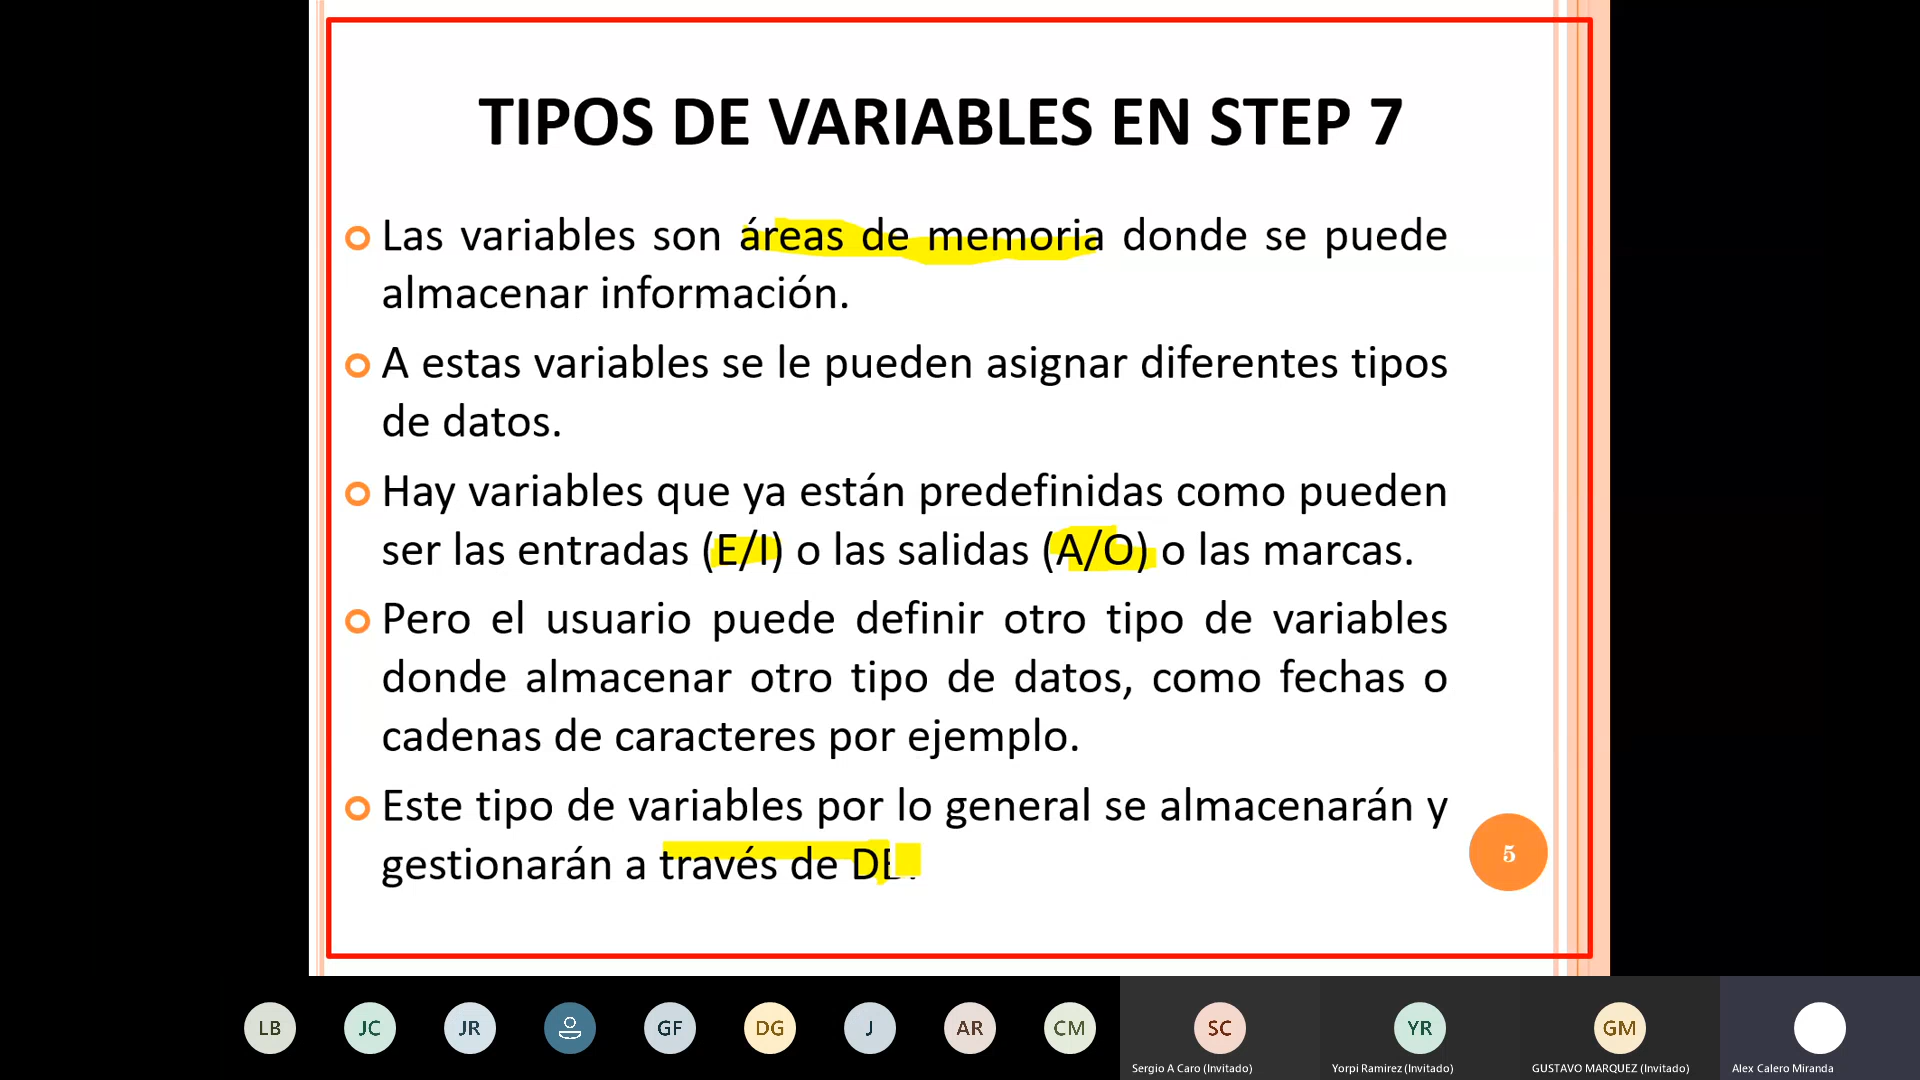 TIPOS DE VARIABLES EN STEP 7
Las variables son áreas de memoria donde se puede
almacenar información.
A estas variables se le pueden asignar diferentes tipos
de datos.
Hay variables que ya están predefinidas como pueden
ser las entradas (E/I) o las salidas (A/O) o las marcas.
Pero el usuario puede definir otro tipo de variables
donde almacenar otro tipo de datos, como fechas o
cadenas de caracteres por ejemplo.
Este tipo de variables por lo general se almacenarán y
gestionarán a través de
5
LB JC JR GF DG J AR CM SC YR GM
Sergio A Caro (Invitado) Yorpi Ramirez (Invitado) GUSTAVO MARQUEZ (Invitado) Alex Calero Miranda